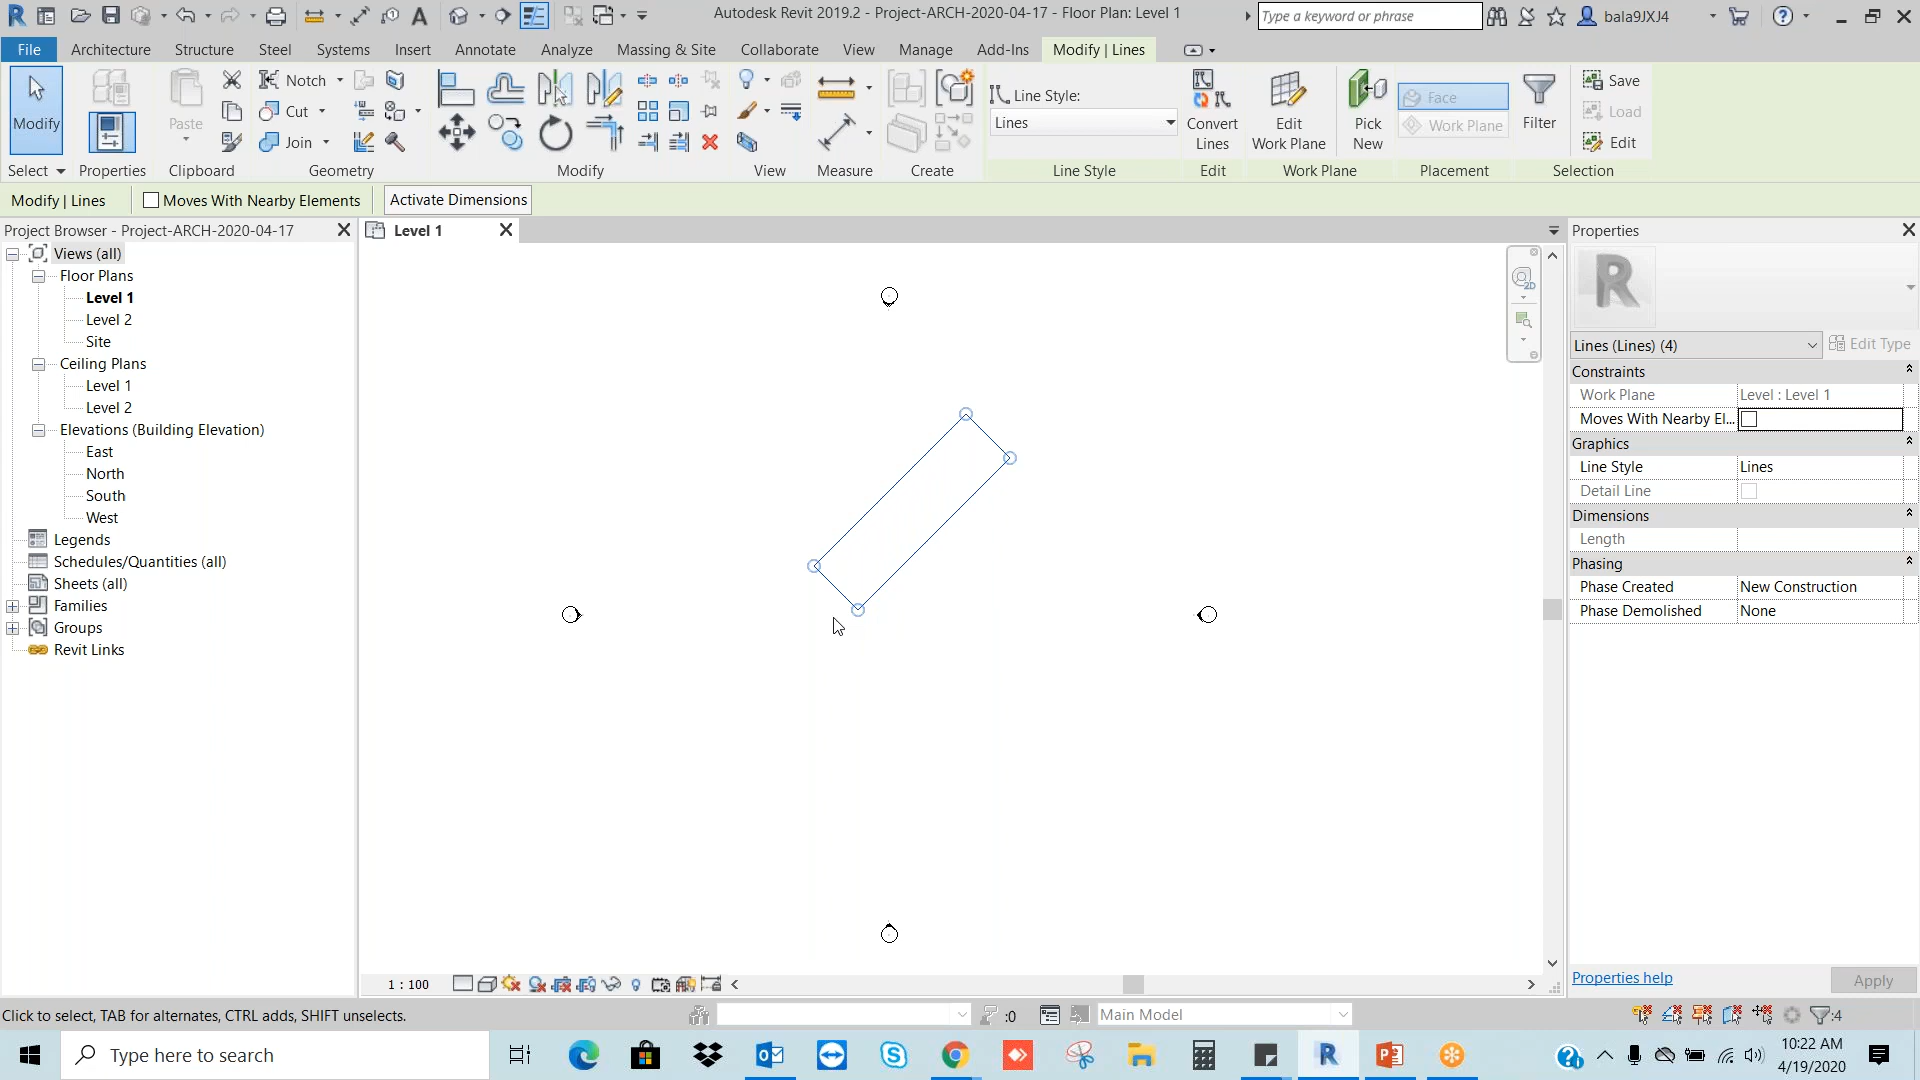 Autodesk Revit 2019.2 - Project-ARCH-2020-04-17 - Floor Plan: Level 1
Type a keyword or phrase
bala9JXJ4
File Architecture Structure Steel Systems Insert Annotate Analyze Massing & Site Collaborate View Manage Add-Ins Modify | Lines
Modify
Paste
Notch
Cut
Join
Line Style:
Lines
Convert Lines
Edit Work Plane
Pick New
Face
Work Plane
Filter
Save
Load
Edit
Select Properties Clipboard Geometry Modify View Measure Create Line Style Edit Work Plane Placement Selection
Modify | Lines Moves With Nearby Elements Activate Dimensions
Project Browser - Project-ARCH-2020-04-17
Views (all)
Floor Plans
Level 1
Level 2
Site
Ceiling Plans
Level 1
Level 2
Elevations (Building Elevation)
East
North
South
West
Legends
Schedules/Quantities (all)
Sheets (all)
Families
Groups
Revit Links
Level 1
2D
Properties
R
Lines (Lines) (4) Edit Type
Constraints
Work Plane Level : Level 1
Moves With Nearby El...
Graphics
Line Style Lines
Detail Line
Dimensions
Length
Phasing
Phase Created New Construction
Phase Demolished None
Properties help Apply
1 : 100
Click to select, TAB for alternates, CTRL adds, SHIFT unselects.
:0
Main Model
:4
Type here to search
10:22 AM
4/19/2020